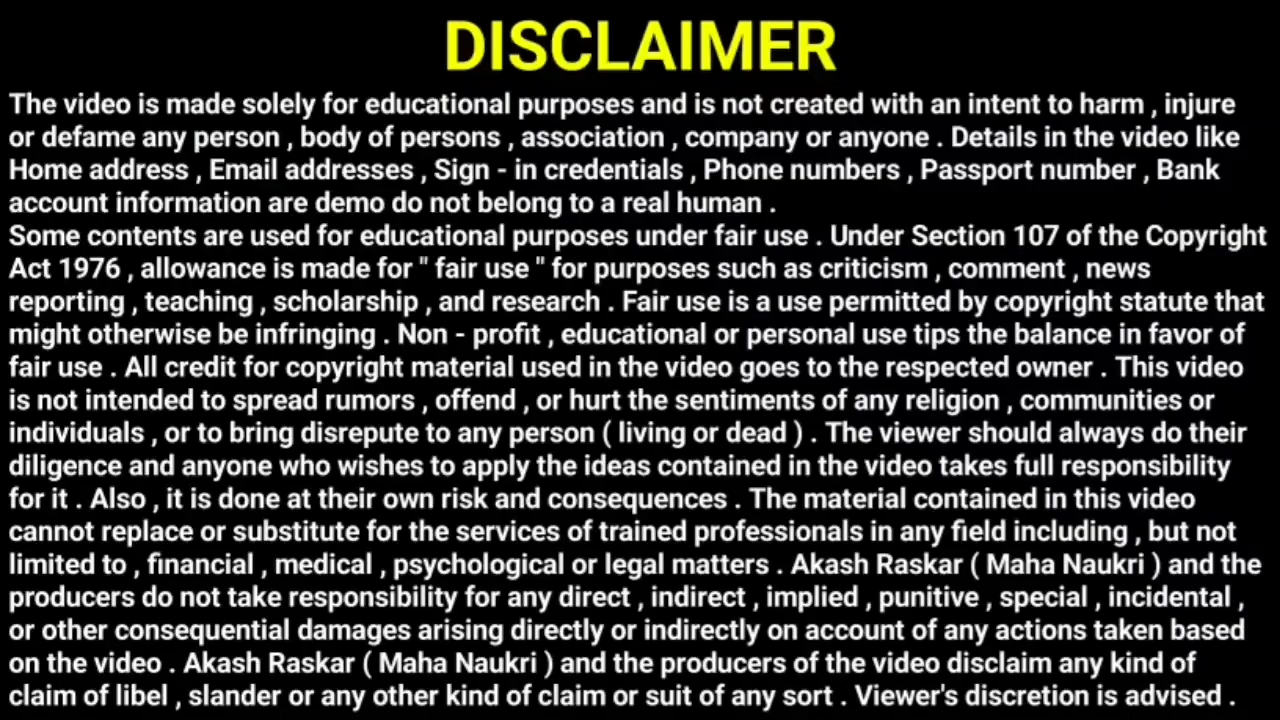 DISCLAIMER
The video is made solely for educational purposes and is not created with an intent to harm , injure
or defame any person , body of persons , association , company or anyone . Details in the video like
Home address , Email addresses , Sign - in credentials , Phone numbers , Passport number , Bank
account information are demo do not belong to a real human .
Some contents are used for educational purposes under fair use . Under Section 107 of the Copyright
Act 1976 , allowance is made for " fair use " for purposes such as criticism , comment , news
reporting , teaching , scholarship , and research . Fair use is a use permitted by copyright statute that
might otherwise be infringing . Non - profit , educational or personal use tips the balance in favor of
fair use . All credit for copyright material used in the video goes to the respected owner . This video
is not intended to spread rumors , offend , or hurt the sentiments of any religion , communities or
individuals , or to bring disrepute to any person ( living or dead ) . The viewer should always do their
diligence and anyone who wishes to apply the ideas contained in the video takes full responsibility
for it . Also , it is done at their own risk and consequences . The material contained in this video
cannot replace or substitute for the services of trained professionals in any field including , but not
limited to , financial , medical , psychological or legal matters . Akash Raskar ( Maha Naukri ) and the
producers do not take responsibility for any direct , indirect , implied , punitive , special , incidental ,
or other consequential damages arising directly or indirectly on account of any actions taken based
on the video . Akash Raskar ( Maha Naukri ) and the producers of the video disclaim any kind of
claim of libel , slander or any other kind of claim or suit of any sort . Viewer's discretion is advised .